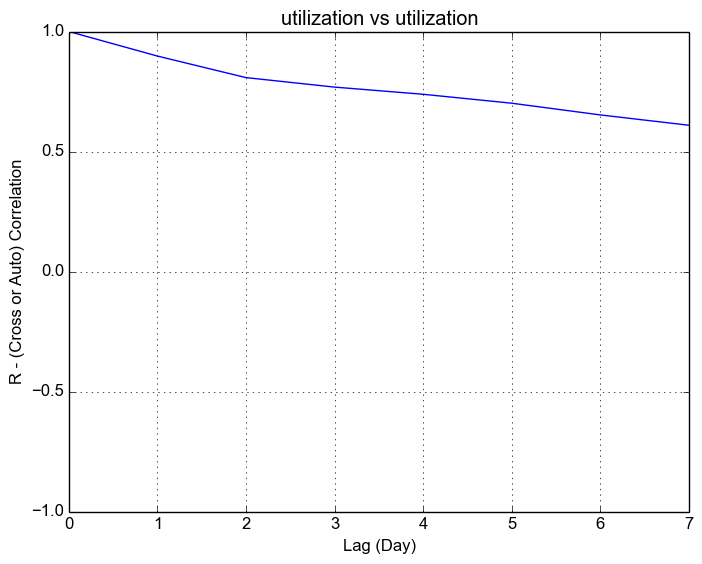 utilization vs utilization
R - (Cross or Auto) Correlation
1.0
0.5
0.0
−0.5
−1.0
0 1 2 3 4 5 6 7
Lag (Day)